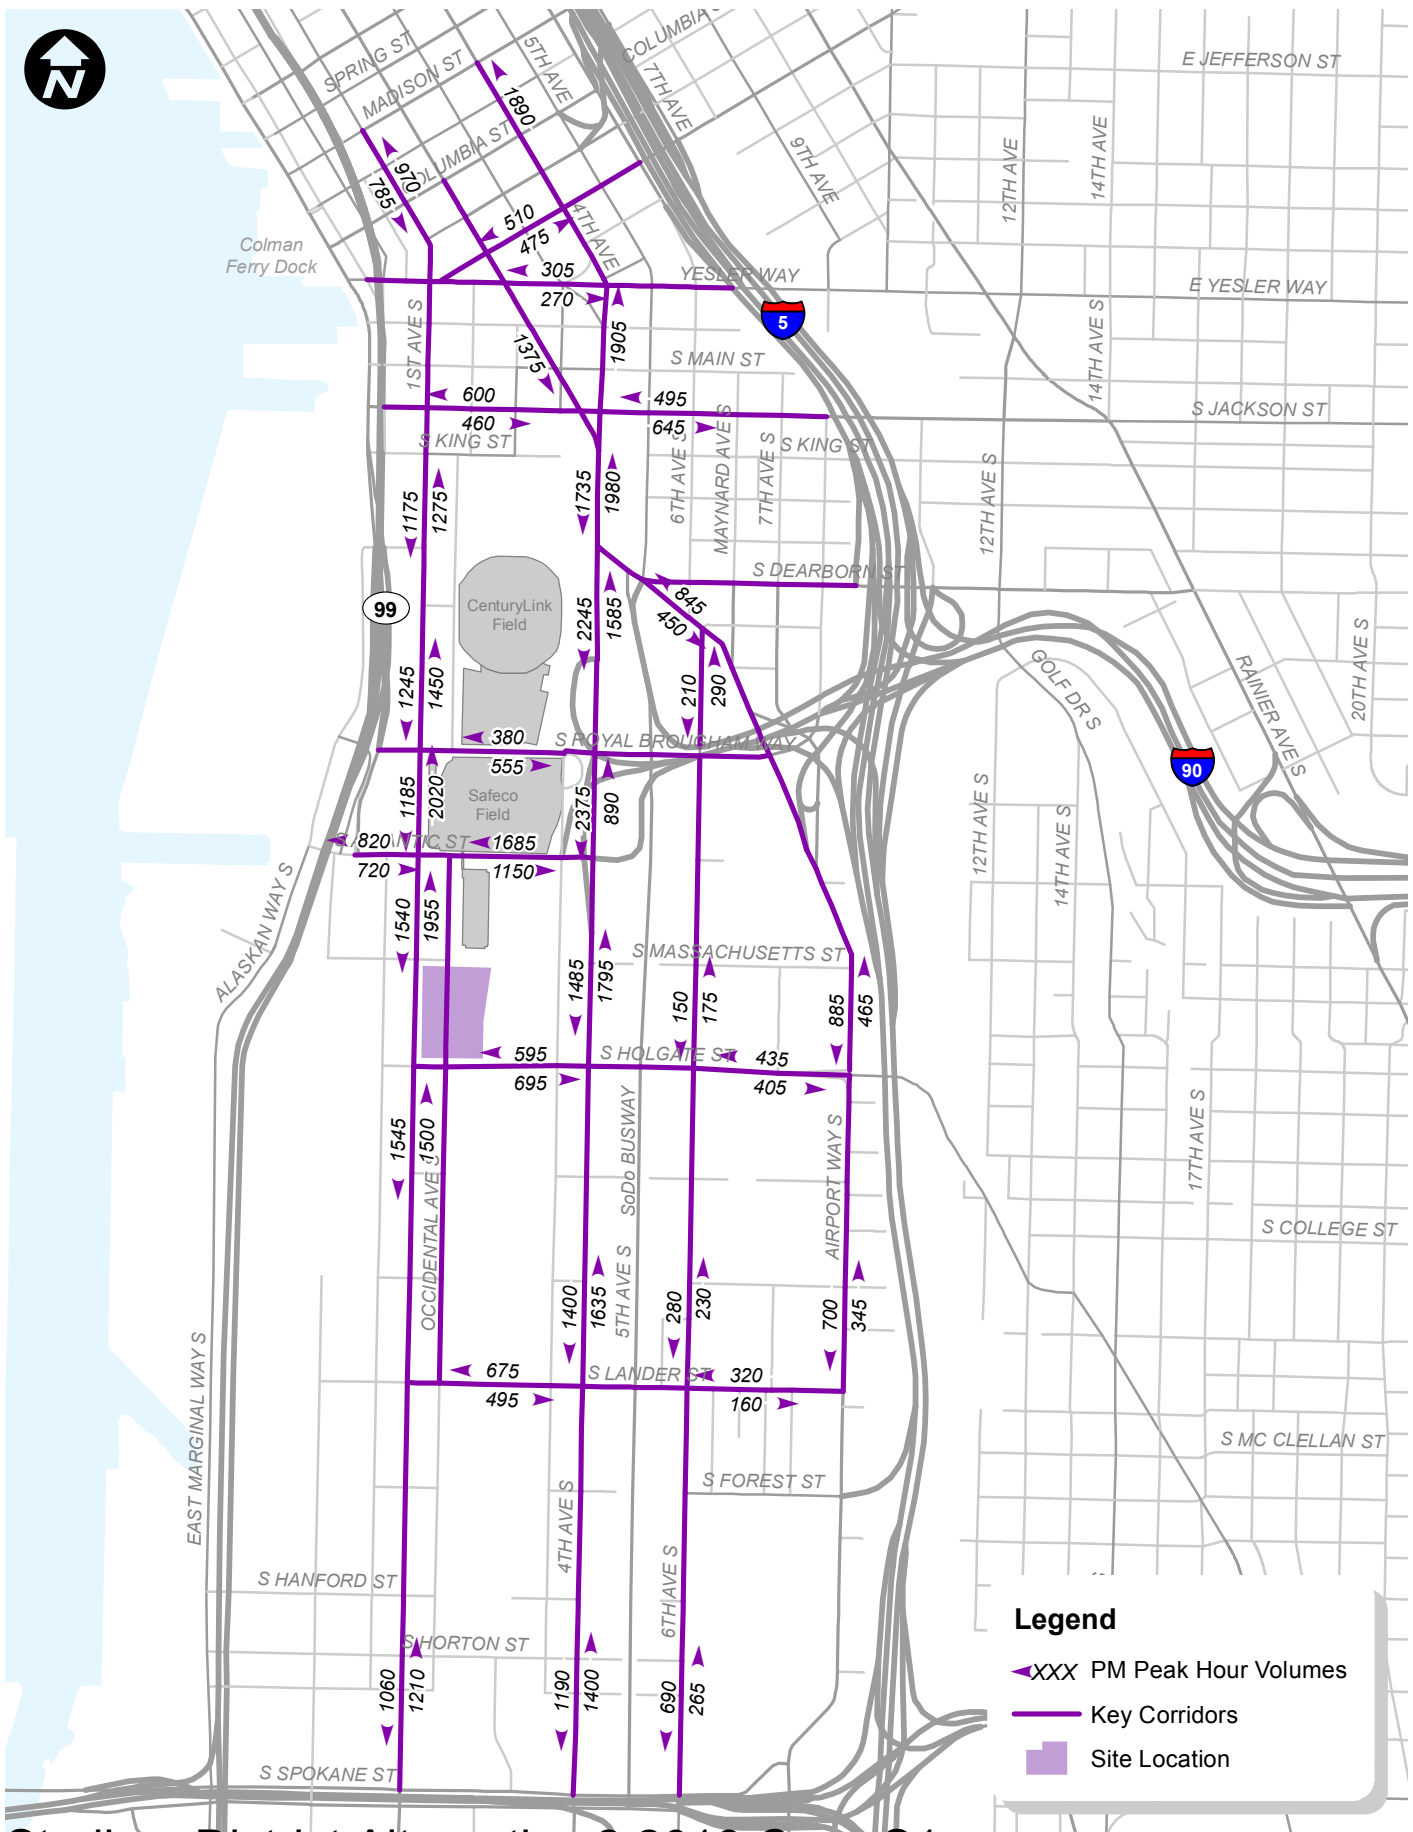 N
SPRING ST
MADISON ST
COLUMBIA ST
5TH AVE
COLUMBIA
7TH AVE
9TH AVE
E JEFFERSON ST
12TH AVE
14TH AVE
1890
970
785
510
475
4TH AVE
Colman
Ferry Dock
305
270
YESLER WAY
E YESLER WAY
5
1ST AVE S
1375
1905
S MAIN ST
14TH AVE S
600
460
495
645
S JACKSON ST
S KING ST
S KING ST
6TH AVE S
MAYNARD AVE S
7TH AVE S
12TH AVE S
1175
1275
1735
1980
S DEARBORN ST
99
CenturyLink
Field
2245
1585
845
450
1245
1450
210
290
GOLF DR S
RAINIER AVE S
20TH AVE S
380
555
S ROYAL BROUGHAM WAY
90
1185
2020
Safeco
Field
2375
890
12TH AVE S
14TH AVE S
820
720
S ATLANTIC ST
1685
1150
ALASKAN WAY S
1540
1955
S MASSACHUSETTS ST
1485
1795
150
175
885
465
595
695
S HOLGATE ST
435
405
1545
1500
OCCIDENTAL AVE S
SoDo BUSWAY
5TH AVE S
AIRPORT WAY S
17TH AVE S
S COLLEGE ST
1400
1635
280
230
700
345
675
495
S LANDER ST
320
160
EAST MARGINAL WAY S
S MC CLELLAN ST
S FOREST ST
4TH AVE S
6TH AVE S
S HANFORD ST
S HORTON ST
1060
1210
1190
1400
690
265
S SPOKANE ST
Legend
XXX PM Peak Hour Volumes
Key Corridors
Site Location